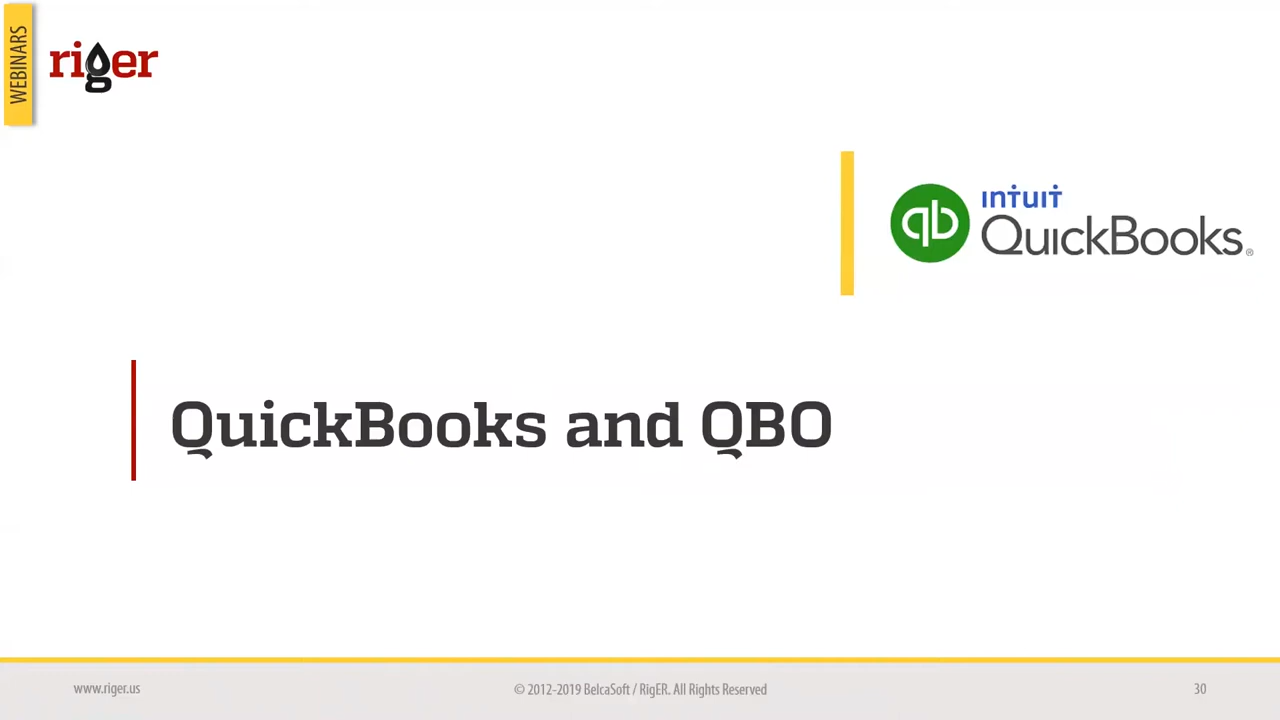 WEBINARS
riger
intuit
QuickBooks®
QuickBooks and QBO
www.riger.us
© 2012-2019 BelcaSoft / RigER. All Rights Reserved
30